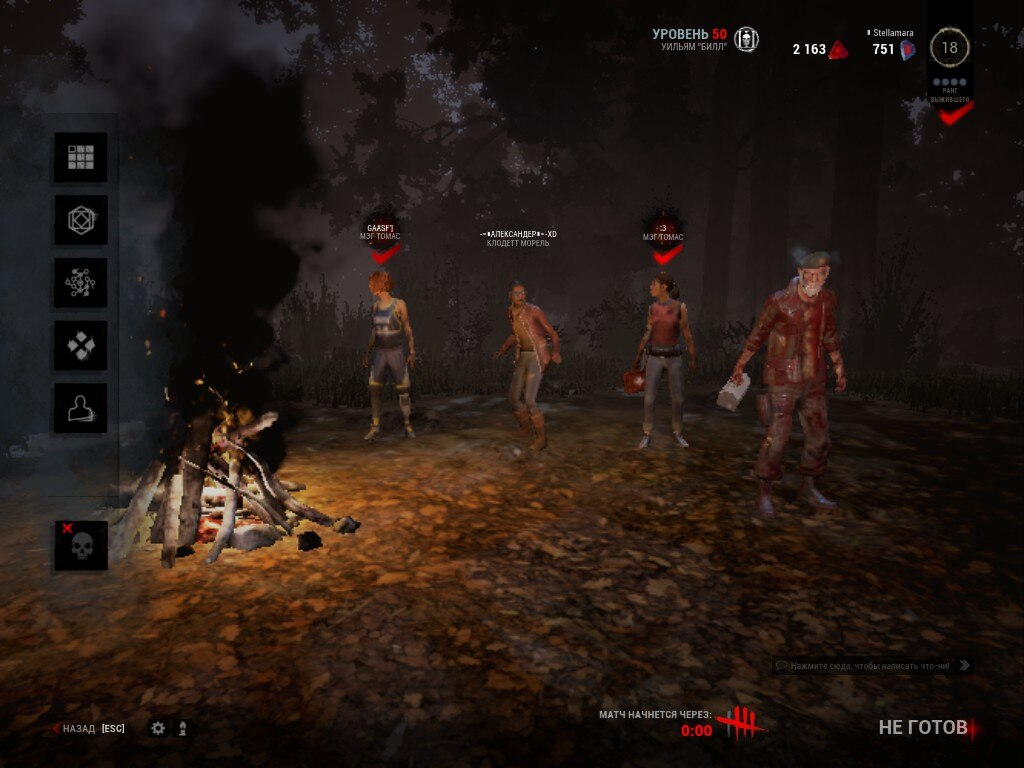 УРОВЕНЬ 50
УИЛЬЯМ "БИЛЛ"
2 163
Stellamara
751
18
РАНГ
ВЫЖИВШЕГО
GAASF']
МЭГ ТОМАС
АЛЕКСАНДЕР
КЛОДЕТТ МОРЕЛЬ
:3
МЭГ ТОМАС
Нажмите сюда, чтобы написать что-ни
НАЗАД [ESC]
МАТЧ НАЧНЕТСЯ ЧЕРЕЗ:
0:00
НЕ ГОТОВ